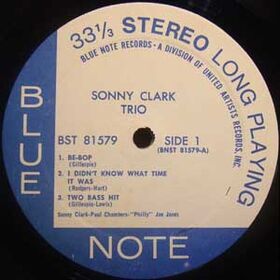 33 1/3 STEREO LONG PLAYING
BLUE NOTE RECORDS • A DIVISION OF UNITED ARTISTS RECORDS, INC.
SONNY CLARK
TRIO
BST 81579 SIDE 1
(BNST 81579-A)
1. BE-BOP
(Gillespie)
2. I DIDN'T KNOW WHAT TIME
IT WAS
(Rodgers-Hart)
3. TWO BASS HIT
(Gillespie-Lewis)
Sonny Clark-Paul Chambers-"Philly" Joe Jones
BLUE
NOTE